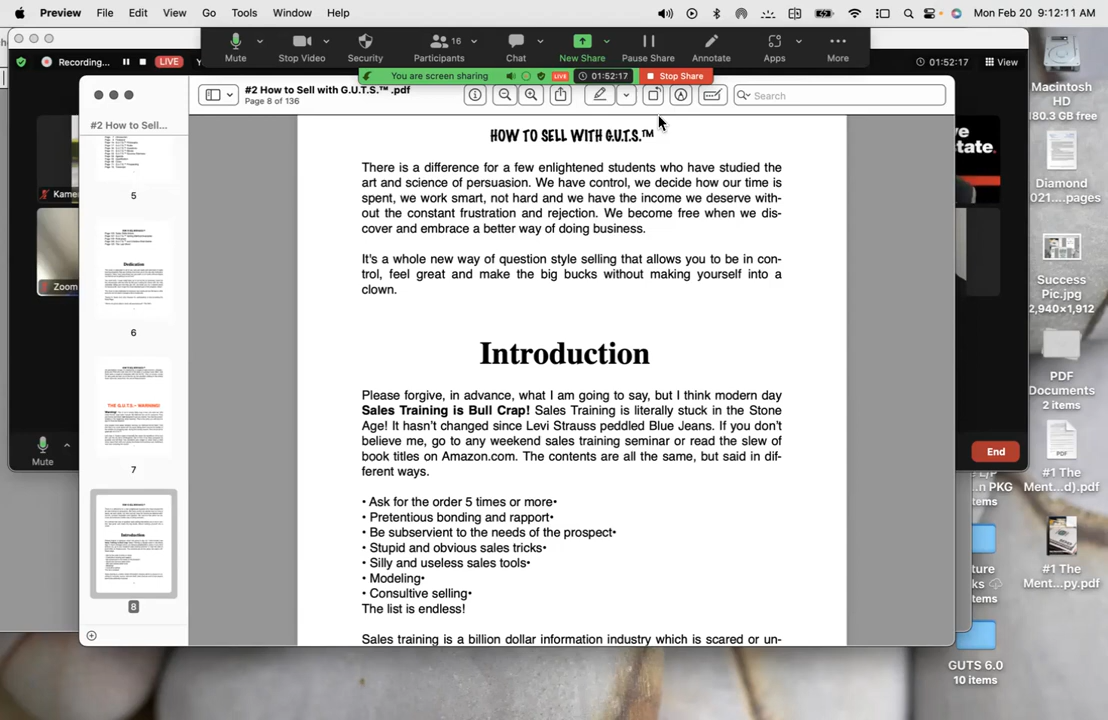 Preview File Edit View Go Tools Window Help Mon Feb 20 9:12:11 AM
Recording... LIVE
Mute Stop Video Security 16 Participants Chat New Share Pause Share Annotate Apps More
You are screen sharing LIVE 01:52:17 Stop Share
01:52:17 View
#2 How to Sell with G.U.T.S.™ .pdf
Page 8 of 136
Search
#2 How to Sell...
5
Dedication
6
THE G.U.T.S.– WARNING!
7
Introduction
8
HOW TO SELL WITH G.U.T.S.™
There is a difference for a few enlightened students who have studied the
art and science of persuasion. We have control, we decide how our time is
spent, we work smart, not hard and we have the income we deserve with-
out the constant frustration and rejection. We become free when we dis-
cover and embrace a better way of doing business.
It's a whole new way of question style selling that allows you to be in con-
trol, feel great and make the big bucks without making yourself into a
clown.
Introduction
Please forgive, in advance, what I am going to say, but I think modern day
Sales Training is Bull Crap! Sales Training is literally stuck in the Stone
Age! It hasn't changed since Levi Strauss peddled Blue Jeans. If you don't
believe me, go to any weekend sales training seminar or read the slew of
book titles on Amazon.com. The contents are all the same, but said in dif-
ferent ways.
• Ask for the order 5 times or more•
• Pretentious bonding and rapport•
• Be subservient to the needs of the prospect•
• Stupid and obvious sales tricks•
• Silly and useless sales tools•
• Modeling•
• Consultive selling•
The list is endless!
Sales training is a billion dollar information industry which is scared or un-
Kame
Zoom
Mute
ve
state.
End
Macintosh
HD
180.3 GB free
Diamond
021...pages
Success
Pic.jpg
2,940×1,912
PDF
Documents
2 items
PDF
#1 The
Ment...d).pdf
n PKG
items
#1 The
Ment...py.pdf
ture
ks
items
GUTS 6.0
10 items